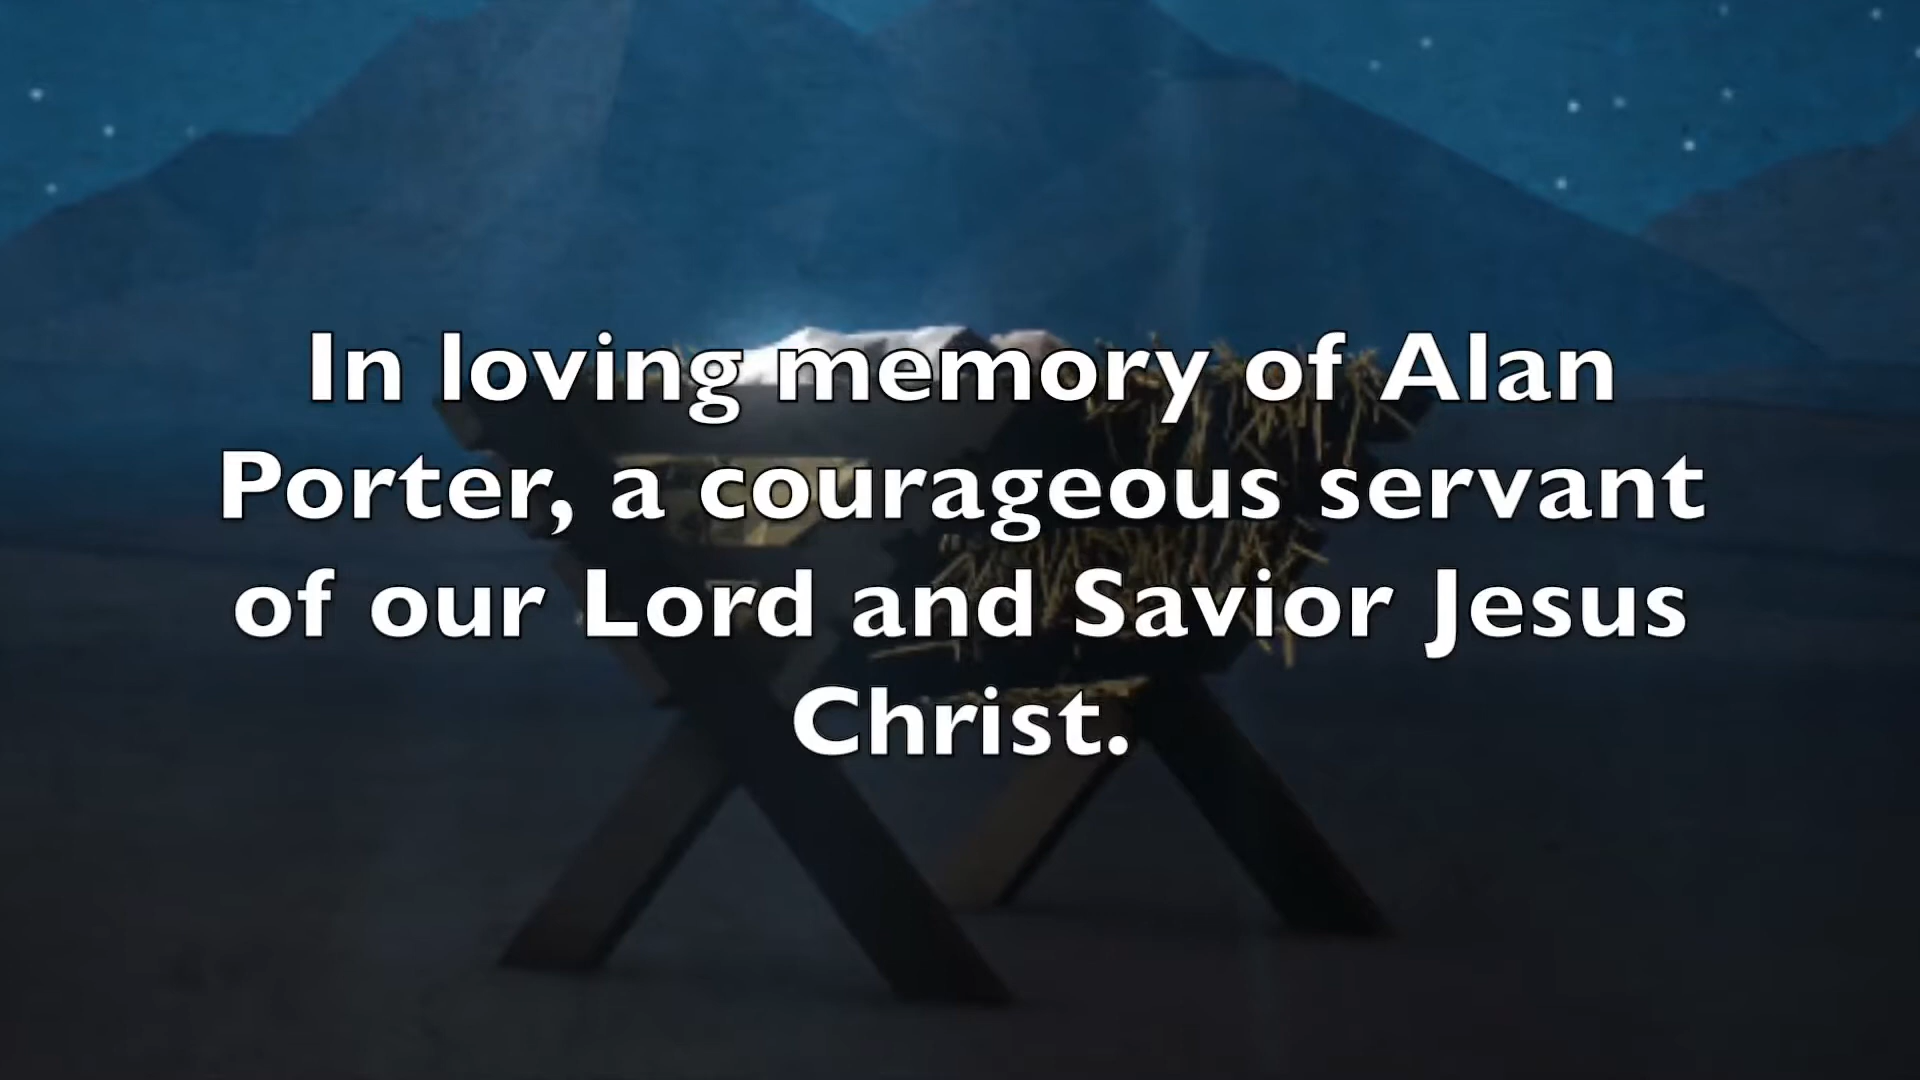 In loving memory of Alan
Porter, a courageous servant
of our Lord and Savior Jesus
Christ.